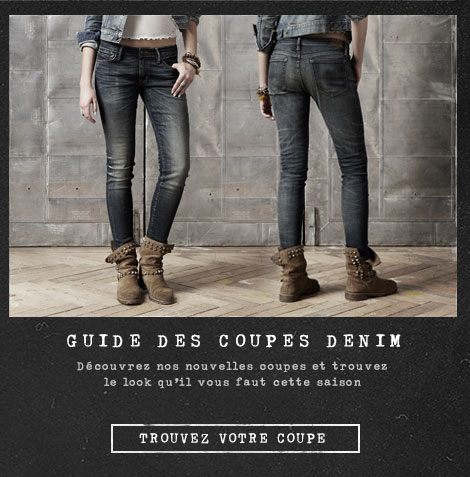 GUIDE DES COUPES DENIM
Découvrez nos nouvelles coupes et trouvez
le look qu'il vous faut cette saison
TROUVEZ VOTRE COUPE